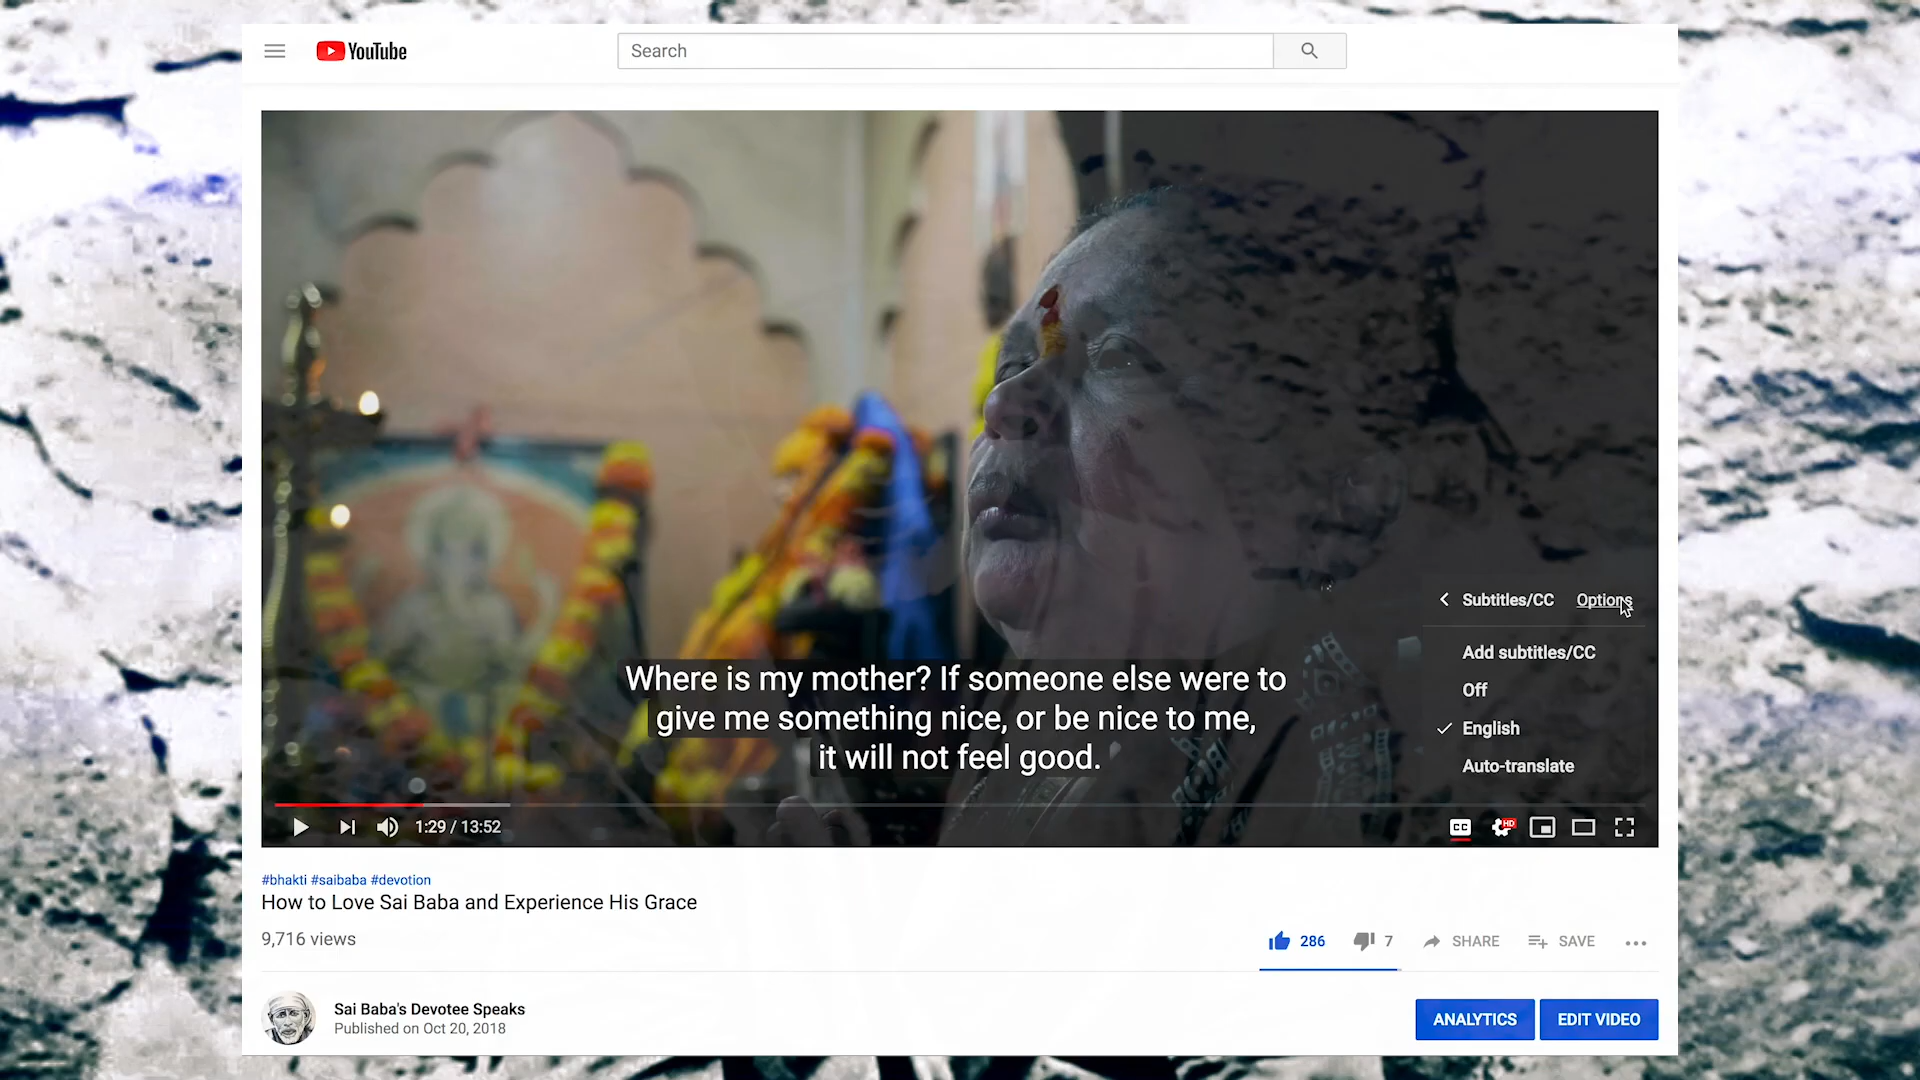 YouTube
Search
Subtitles/CC Options
Add subtitles/CC
Off
English
Auto-translate
Where is my mother? If someone else were to
give me something nice, or be nice to me,
it will not feel good.
1:29 / 13:52
CC
HD
#bhakti #saibaba #devotion
How to Love Sai Baba and Experience His Grace
9,716 views
286 7 SHARE SAVE
Sai Baba's Devotee Speaks
Published on Oct 20, 2018
ANALYTICS EDIT VIDEO